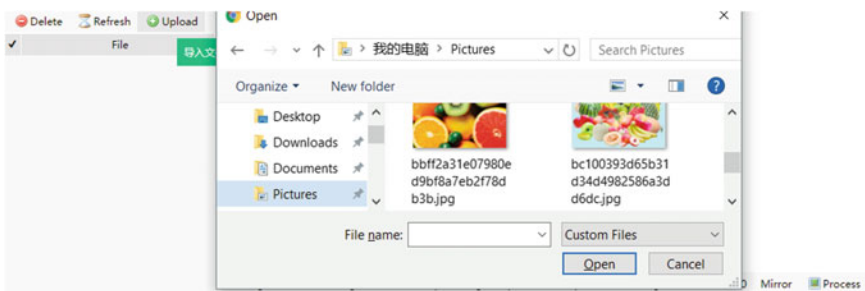 Delete Refresh Upload
File
导入文
Open
我的电脑 > Pictures
Search Pictures
Organize New folder
Desktop
Downloads
Documents
Pictures
bbff2a31e07980e
d9bf8a7eb2f78d
b3b.jpg
bc100393d65b31
d34d4982586a3d
d6dc.jpg
File name:
Custom Files
Open Cancel
Mirror Process